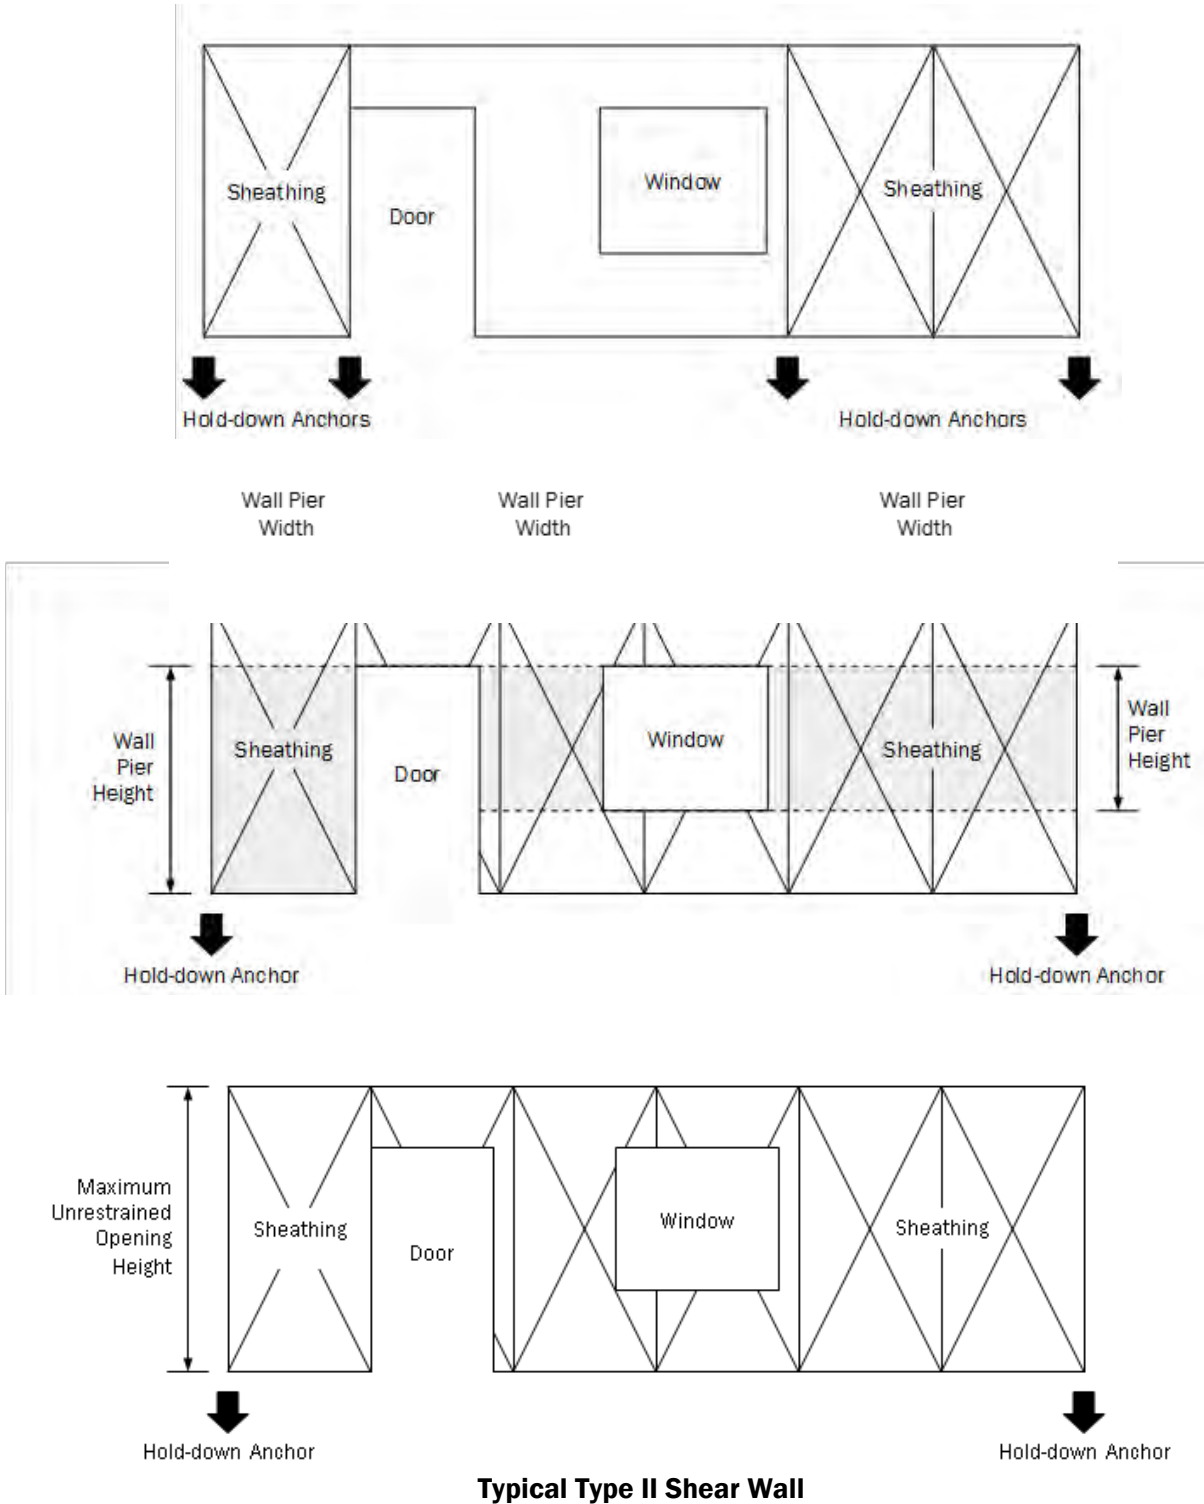 Sheathing
Door
Window
Sheathing
Hold-down Anchors
Hold-down Anchors
Wall Pier
Width
Wall Pier
Width
Wall Pier
Width
Wall
Pier
Height
Sheathing
Door
Window
Sheathing
Wall
Pier
Height
Hold-down Anchor
Hold-down Anchor
Maximum
Unrestrained
Opening
Height
Sheathing
Door
Window
Sheathing
Hold-down Anchor
Hold-down Anchor
Typical Type II Shear Wall